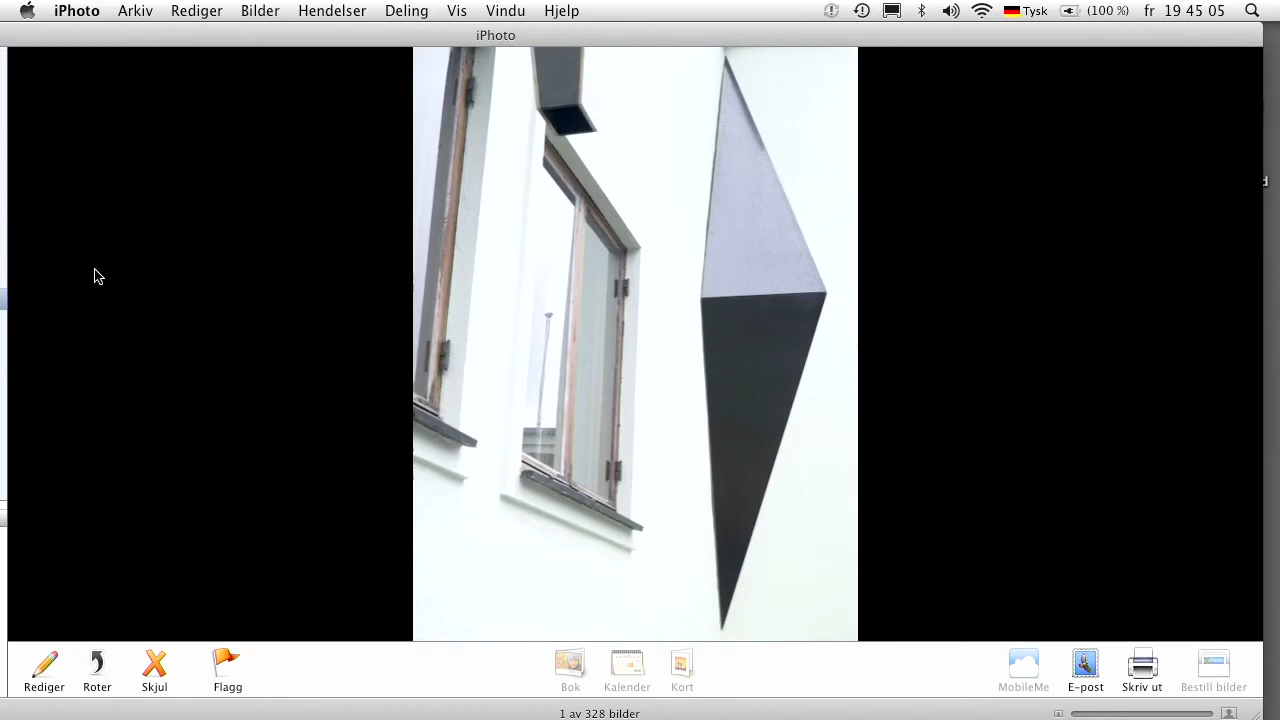 iPhoto Arkiv Rediger Bilder Hendelser Deling Vis Vindu Hjelp Tysk (100 %) fr 19 45 05
iPhoto
d
Rediger Roter Skjul Flagg Bok Kalender Kort MobileMe E-post Skriv ut Bestill bilder
1 av 328 bilder